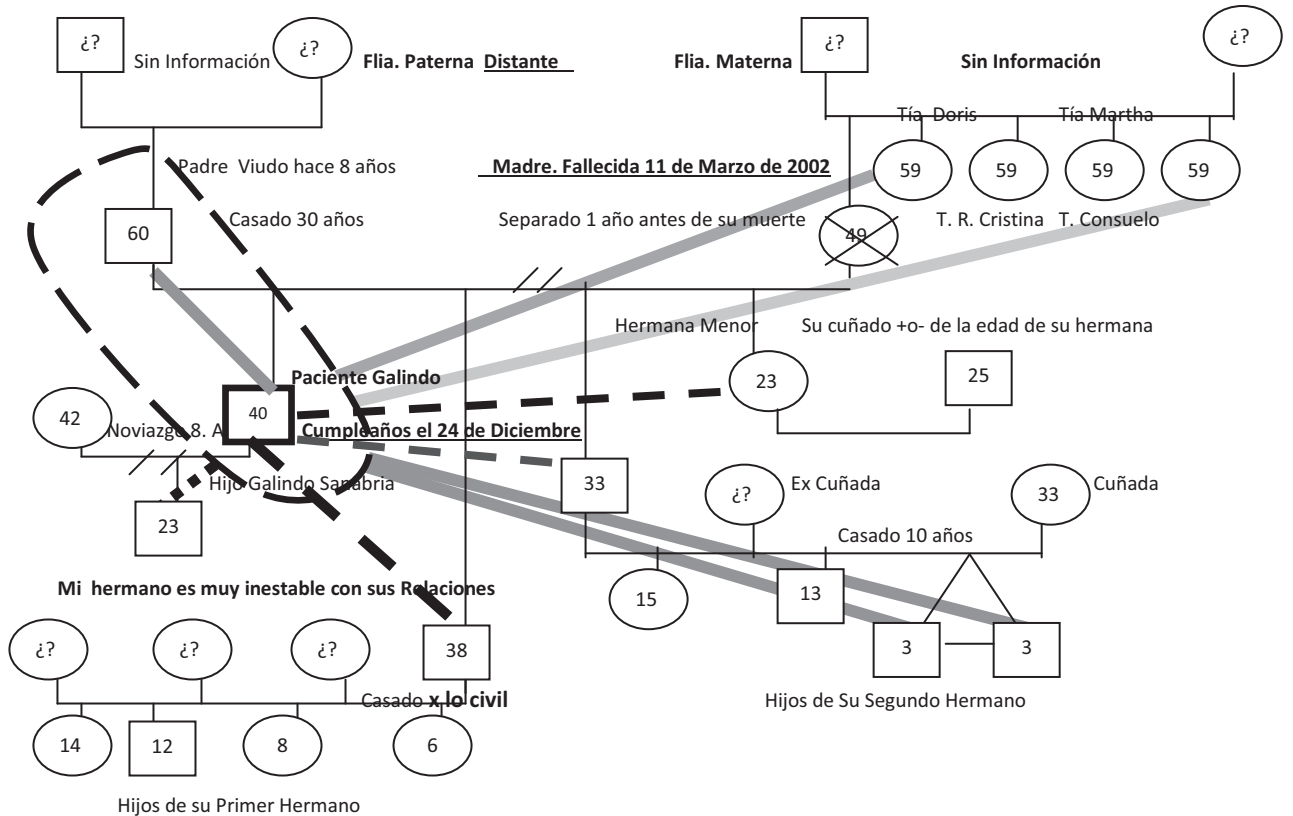 ¿?
Sin Información
¿?
Flia. Paterna Distante
Flia. Materna
¿?
Sin Información
¿?
Tía Doris
Tía Martha
Padre Viudo hace 8 años
Madre. Fallecida 11 de Marzo de 2002
59
59
59
59
60
Casado 30 años
Separado 1 año antes de su muerte
49
T. R. Cristina
T. Consuelo
Hermana Menor
Su cuñado +o- de la edad de su hermana
Paciente Galindo
23
25
42
40
Noviazgo 8. A
Cumpleaños el 24 de Diciembre
Hijo Galindo Sanabria
33
¿?
Ex Cuñada
33
Cuñada
23
Casado 10 años
Mi hermano es muy inestable con sus Relaciones
15
13
¿?
¿?
¿?
38
3
3
Casado x lo civil
Hijos de Su Segundo Hermano
14
12
8
6
Hijos de su Primer Hermano